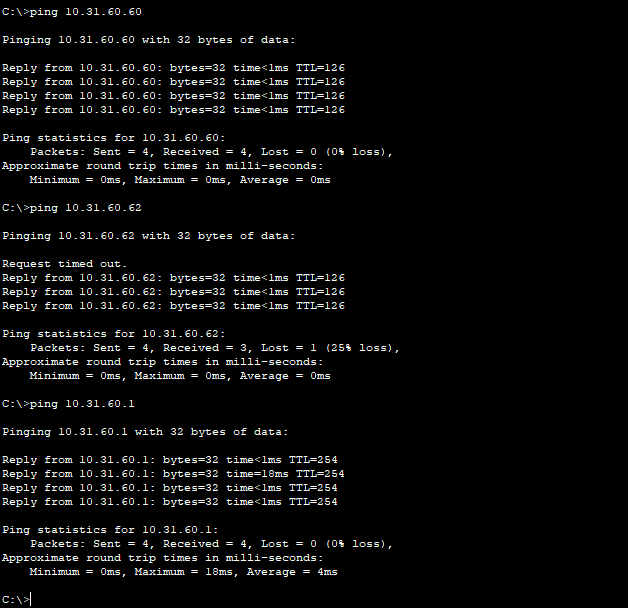 C:\>ping 10.31.60.60
Pinging 10.31.60.60 with 32 bytes of data:
Reply from 10.31.60.60: bytes=32 time<1ms TTL=126
Reply from 10.31.60.60: bytes=32 time<1ms TTL=126
Reply from 10.31.60.60: bytes=32 time<1ms TTL=126
Reply from 10.31.60.60: bytes=32 time<1ms TTL=126
Ping statistics for 10.31.60.60:
    Packets: Sent = 4, Received = 4, Lost = 0 (0% loss),
Approximate round trip times in milli-seconds:
    Minimum = 0ms, Maximum = 0ms, Average = 0ms
C:\>ping 10.31.60.62
Pinging 10.31.60.62 with 32 bytes of data:
Request timed out.
Reply from 10.31.60.62: bytes=32 time<1ms TTL=126
Reply from 10.31.60.62: bytes=32 time<1ms TTL=126
Reply from 10.31.60.62: bytes=32 time<1ms TTL=126
Ping statistics for 10.31.60.62:
    Packets: Sent = 4, Received = 3, Lost = 1 (25% loss),
Approximate round trip times in milli-seconds:
    Minimum = 0ms, Maximum = 0ms, Average = 0ms
C:\>ping 10.31.60.1
Pinging 10.31.60.1 with 32 bytes of data:
Reply from 10.31.60.1: bytes=32 time<1ms TTL=254
Reply from 10.31.60.1: bytes=32 time=18ms TTL=254
Reply from 10.31.60.1: bytes=32 time<1ms TTL=254
Reply from 10.31.60.1: bytes=32 time<1ms TTL=254
Ping statistics for 10.31.60.1:
    Packets: Sent = 4, Received = 4, Lost = 0 (0% loss),
Approximate round trip times in milli-seconds:
    Minimum = 0ms, Maximum = 18ms, Average = 4ms
C:\>